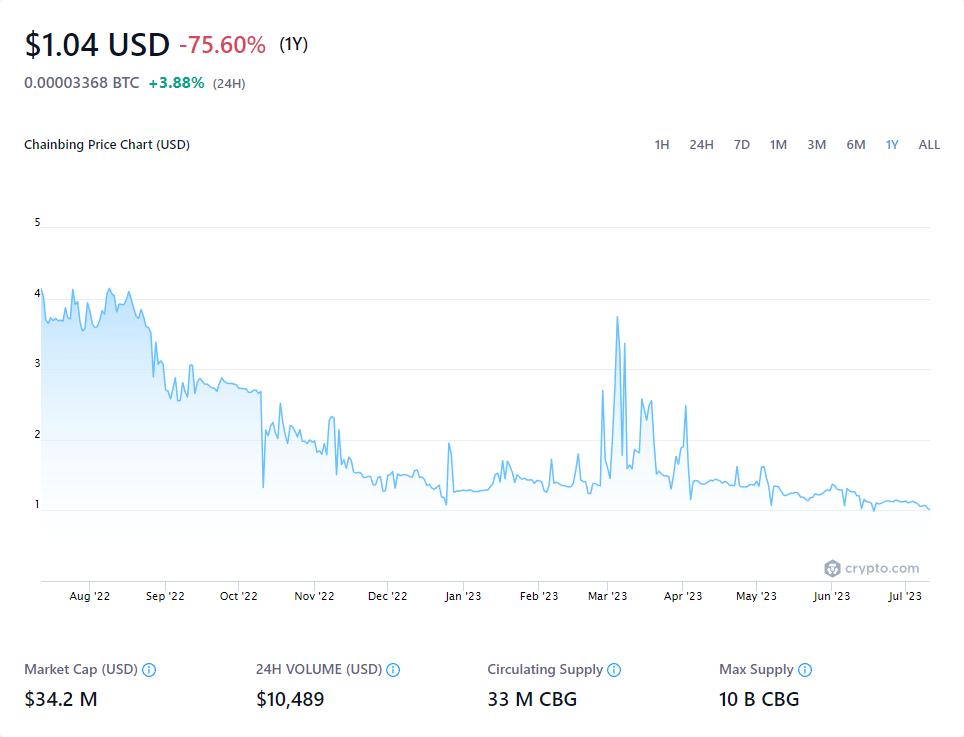 $1.04 USD -75.60% (1Y)
0.00003368 BTC +3.88% (24H)
Chainbing Price Chart (USD) 1H 24H 7D 1M 3M 6M 1Y ALL
5
4
3
2
1
crypto.com
Aug '22 Sep '22 Oct '22 Nov '22 Dec '22 Jan '23 Feb '23 Mar '23 Apr '23 May '23 Jun '23 Jul '23
Market Cap (USD) 24H VOLUME (USD) Circulating Supply Max Supply
$34.2 M $10,489 33 M CBG 10 B CBG